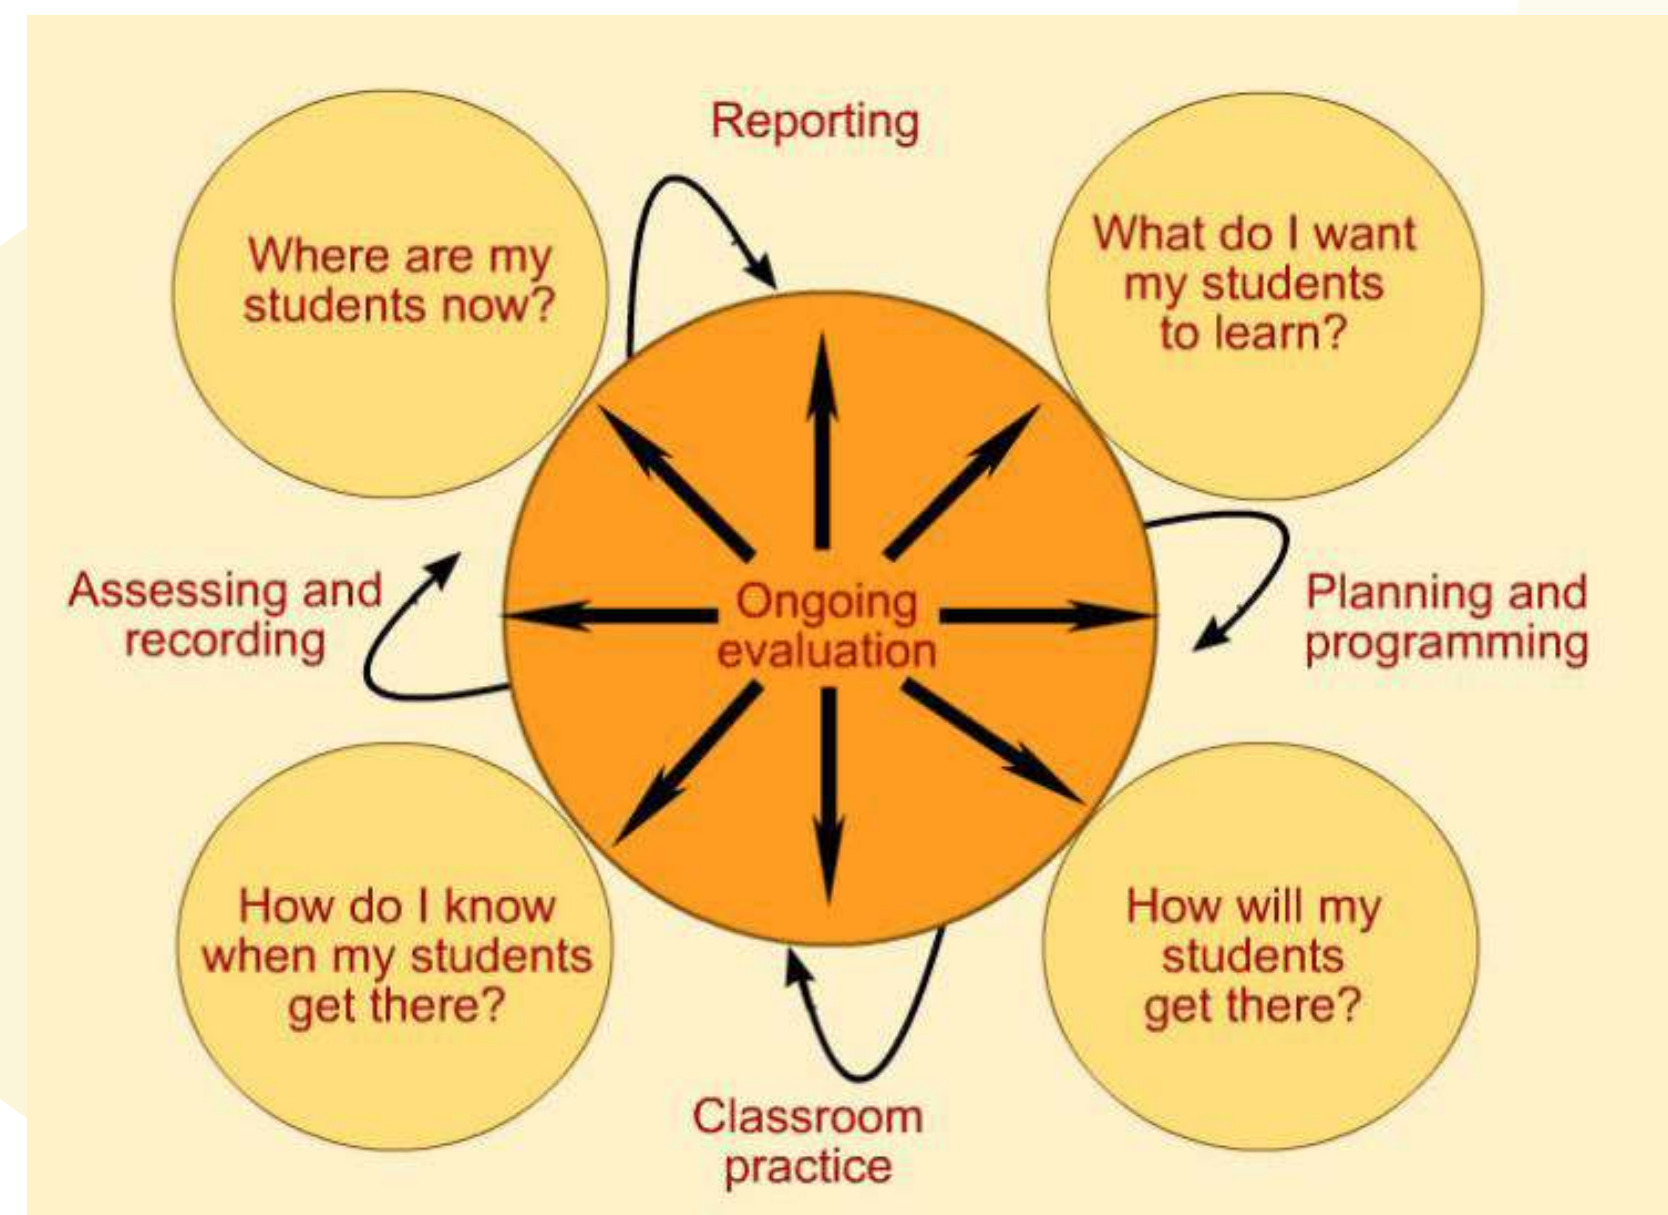 Reporting
Where are my
students now?
What do I want
my students
to learn?
Assessing and
recording
Ongoing
evaluation
Planning and
programming
How do I know
when my students
get there?
How will my
students
get there?
Classroom
practice